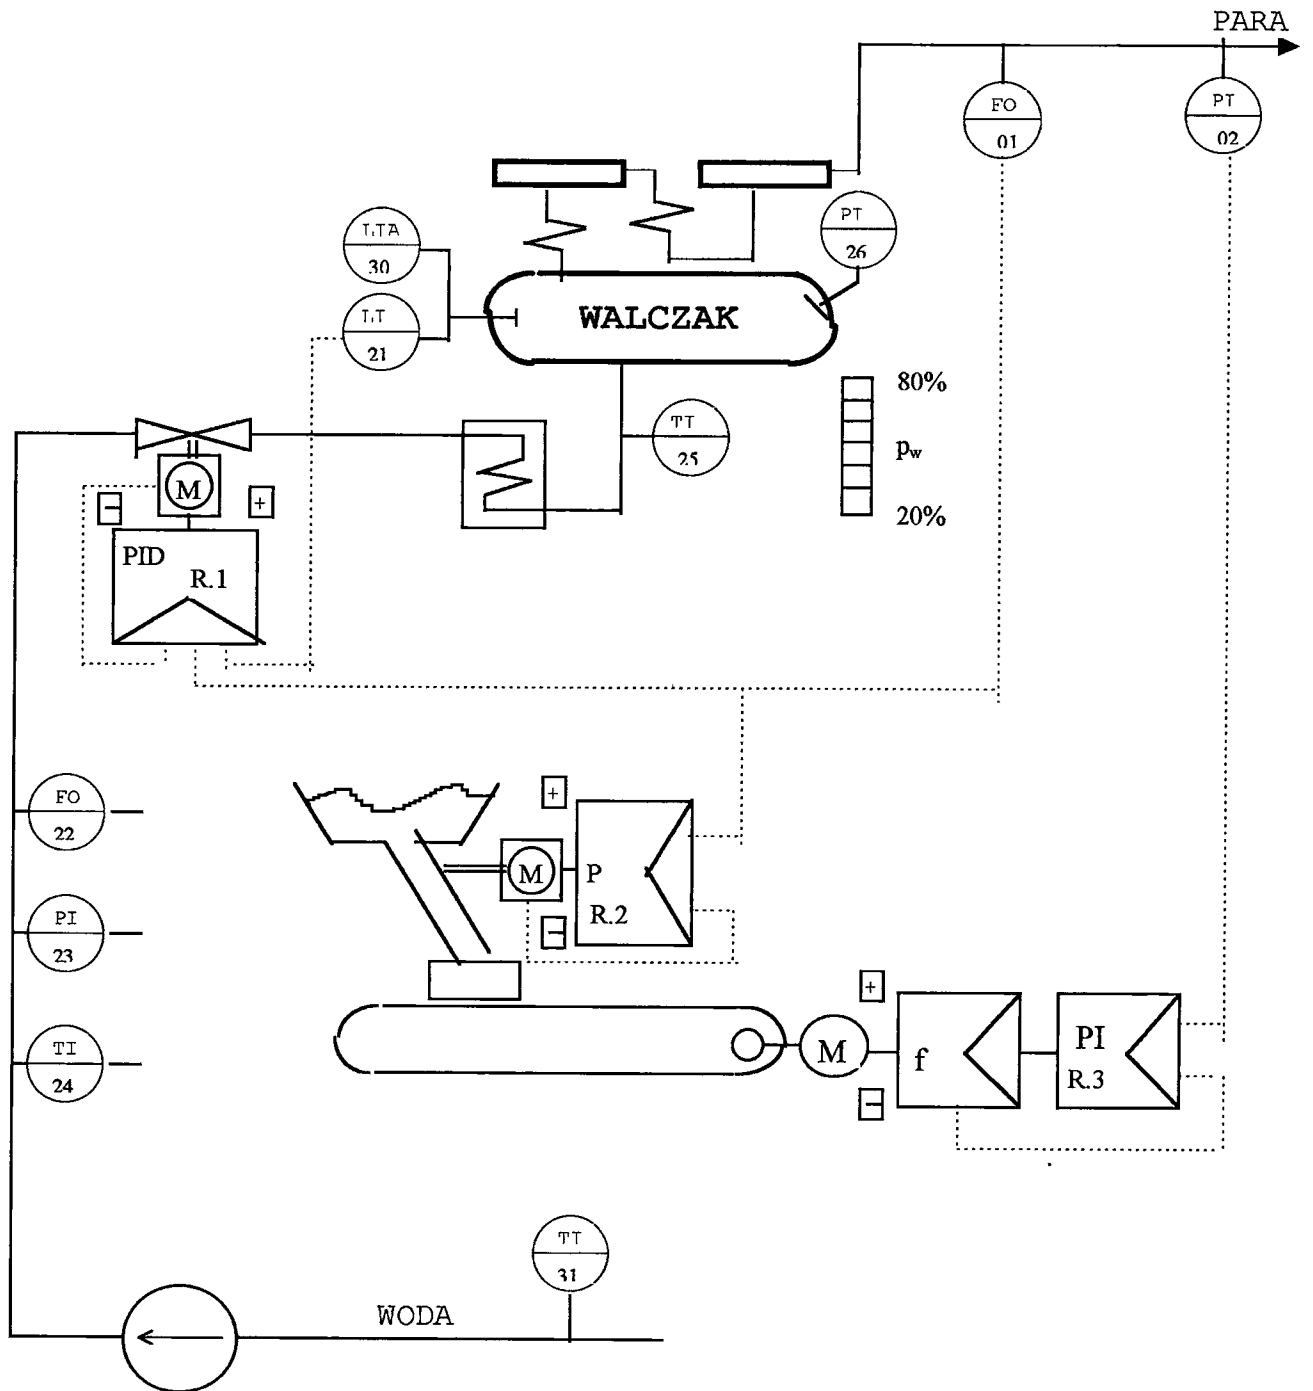 PARA
FO
01
PT
02
LTA
30
PT
26
LT
21
WALCZAK
80%
TT
25
pw
20%
M
- +
PID
R.1
FO
22
+
M
P
R.2
-
PI
23
+
TI
24
M
f
PI
R.3
-
TT
31
WODA